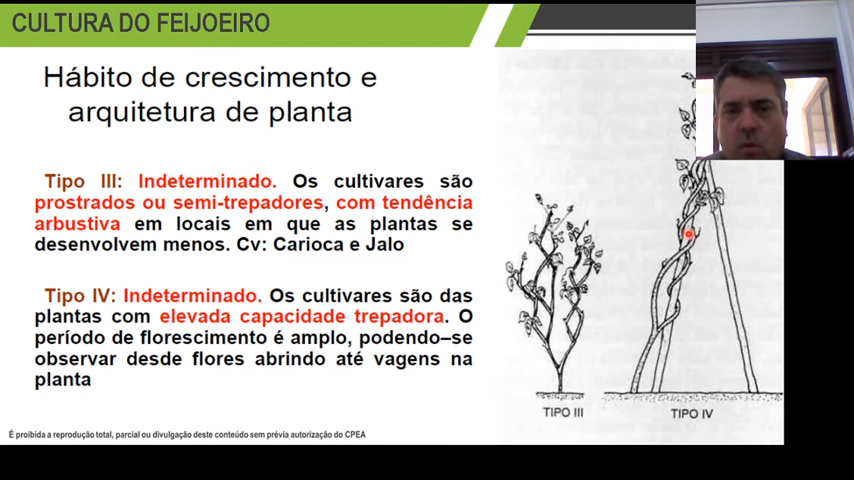 CULTURA DO FEIJOEIRO
Hábito de crescimento e
arquitetura de planta
Tipo III: Indeterminado. Os cultivares são
prostrados ou semi-trepadores, com tendência
arbustiva em locais em que as plantas se
desenvolvem menos. Cv: Carioca e Jalo
Tipo IV: Indeterminado. Os cultivares são das
plantas com elevada capacidade trepadora. O
período de florescimento é amplo, podendo–se
observar desde flores abrindo até vagens na
planta
TIPO III
TIPO IV
É proibida a reprodução total, parcial ou divulgação deste conteúdo sem prévia autorização do CPEA